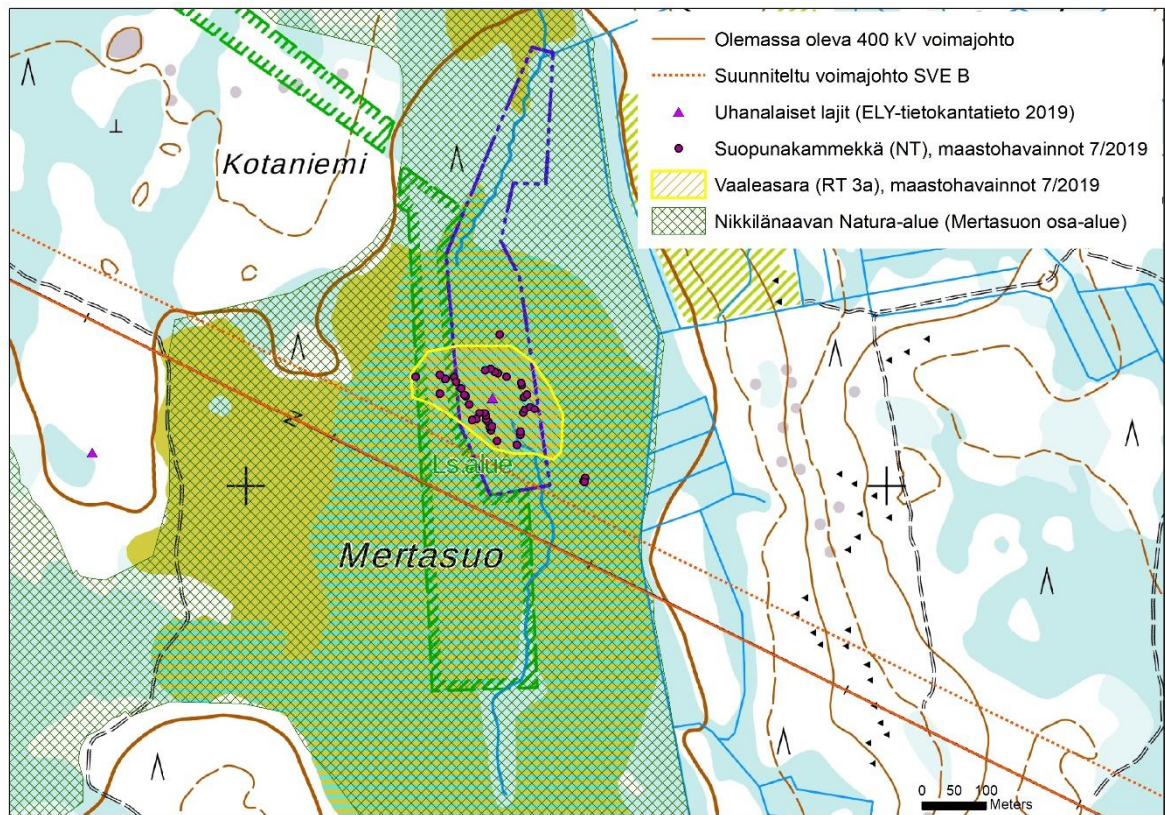 Olemassa oleva 400 kV voimajohto
Suunniteltu voimajohto SVE B
Uhanalaiset lajit (ELY-tietokantatieto 2019)
Suopunakammekkä (NT), maastohavainnot 7/2019
Vaaleasara (RT 3a), maastohavainnot 7/2019
Nikkilänaavan Natura-alue (Mertasuon osa-alue)
Kotaniemi
Ls.alue
Mertasuo
0 50 100
Meters